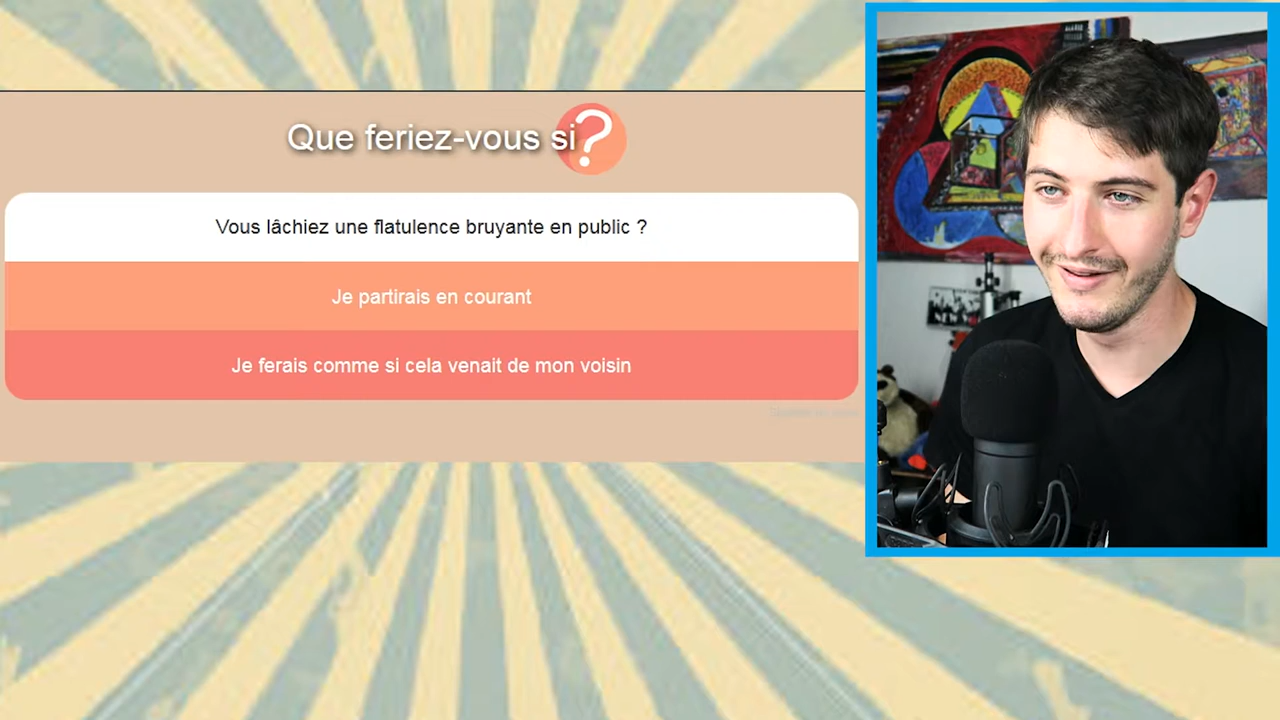 Que feriez-vous si?
Vous lâchiez une flatulence bruyante en public ?
Je partirais en courant
Je ferais comme si cela venait de mon voisin